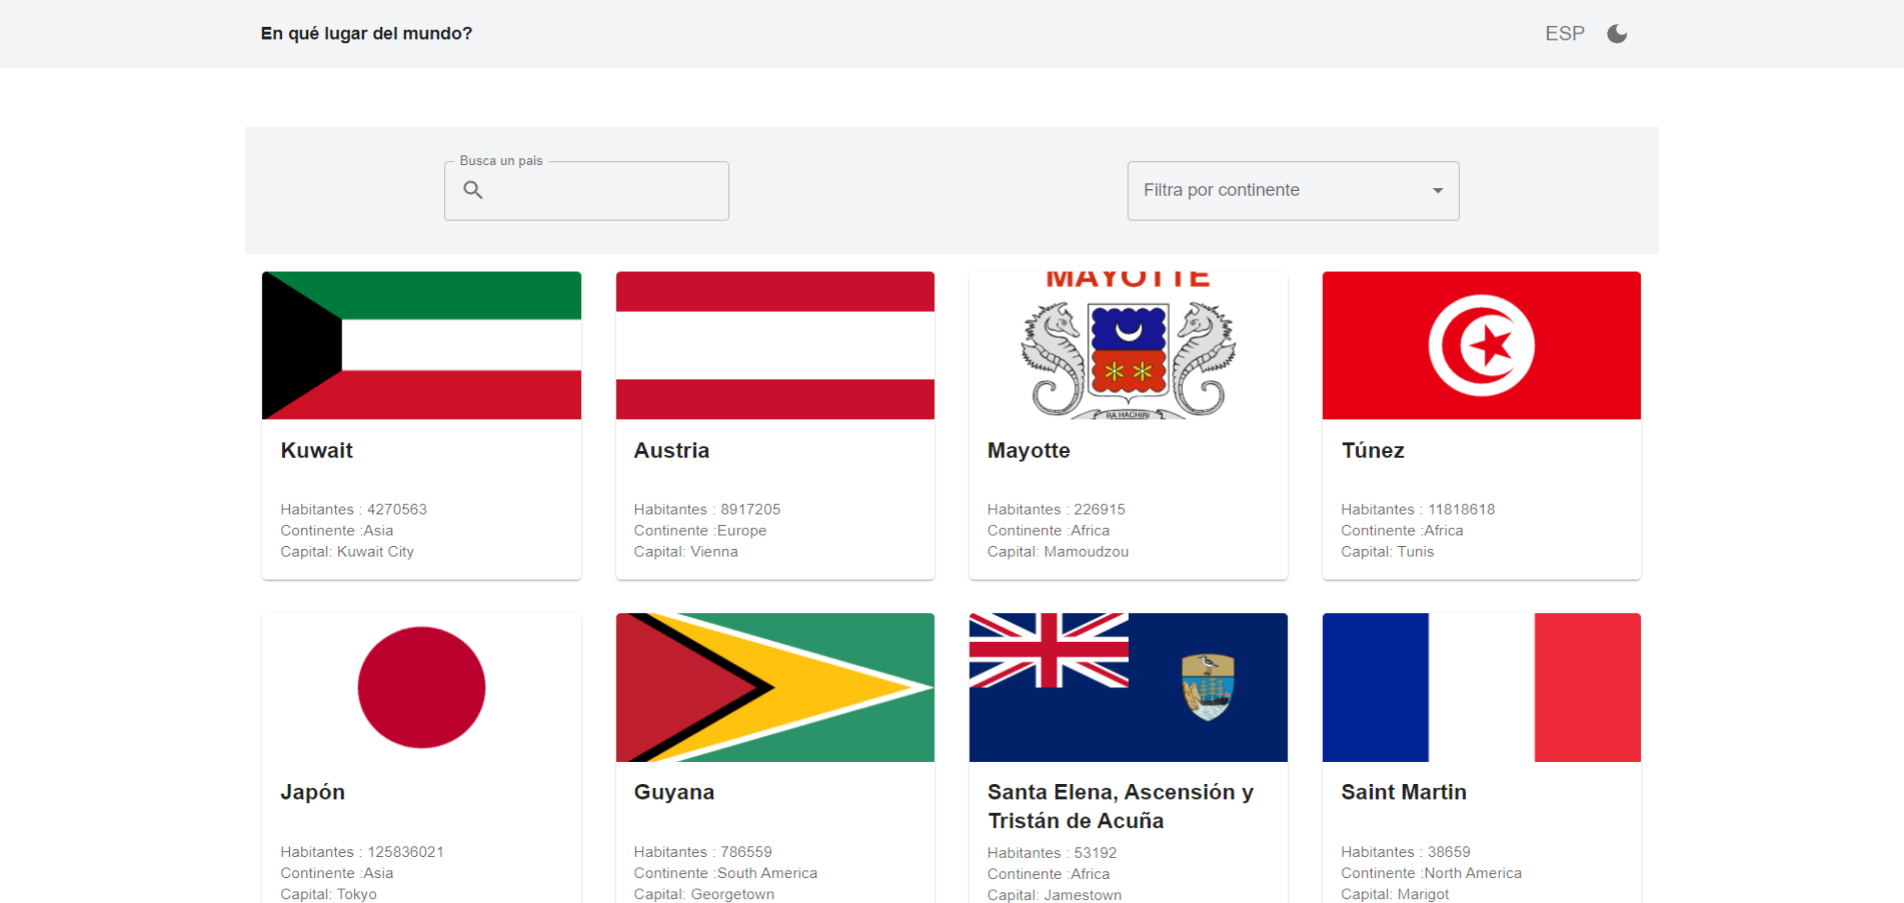 En qué lugar del mundo?
ESP
Busca un pais
Filtra por continente
MAYOTTE
RA HACHIRI
Kuwait
Habitantes : 4270563
Continente :Asia
Capital: Kuwait City
Austria
Habitantes : 8917205
Continente :Europe
Capital: Vienna
Mayotte
Habitantes : 226915
Continente :Africa
Capital: Mamoudzou
Túnez
Habitantes : 11818618
Continente :Africa
Capital: Tunis
Japón
Habitantes : 125836021
Continente :Asia
Capital: Tokyo
Guyana
Habitantes : 786559
Continente :South America
Capital: Georgetown
Santa Elena, Ascensión y
Tristán de Acuña
Habitantes : 53192
Continente :Africa
Capital: Jamestown
Saint Martin
Habitantes : 38659
Continente :North America
Capital: Marigot